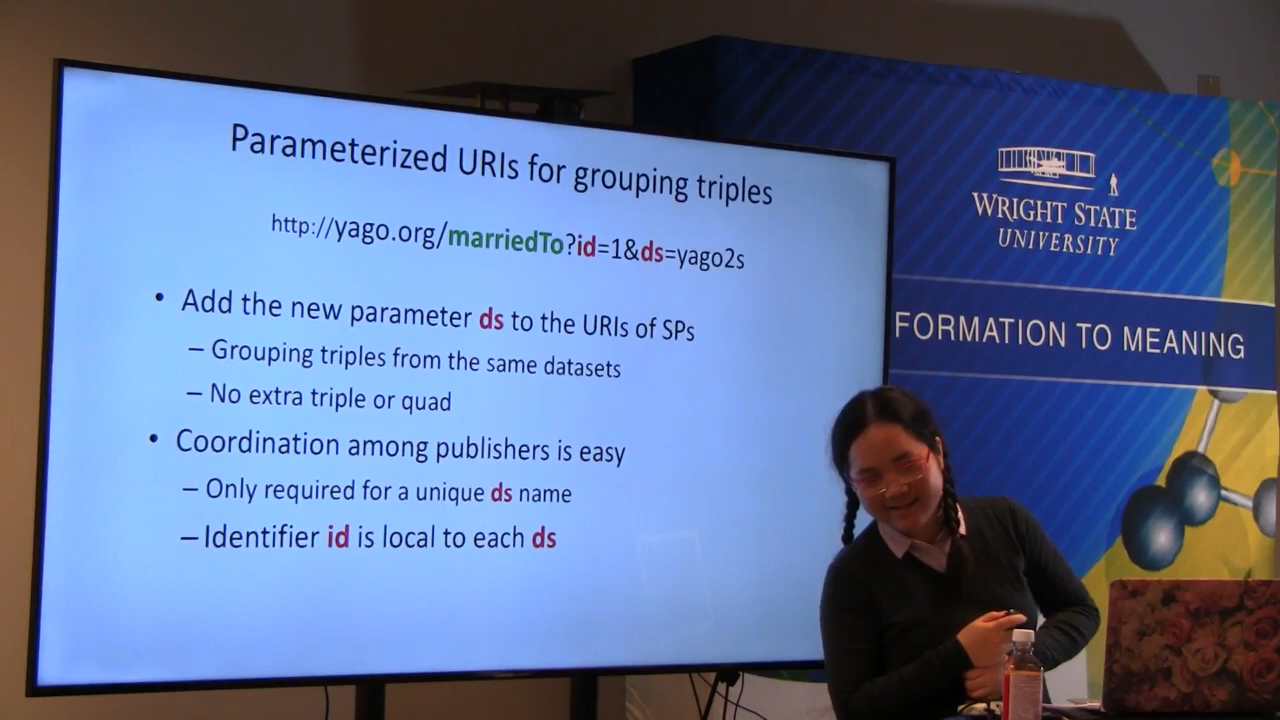 Parameterized URIs for grouping triples
http://yago.org/marriedTo?id=1&ds=yago2s
• Add the new parameter ds to the URIs of SPs
– Grouping triples from the same datasets
– No extra triple or quad
• Coordination among publishers is easy
– Only required for a unique ds name
– Identifier id is local to each ds
WRIGHT STATE
UNIVERSITY
FORMATION TO MEANING